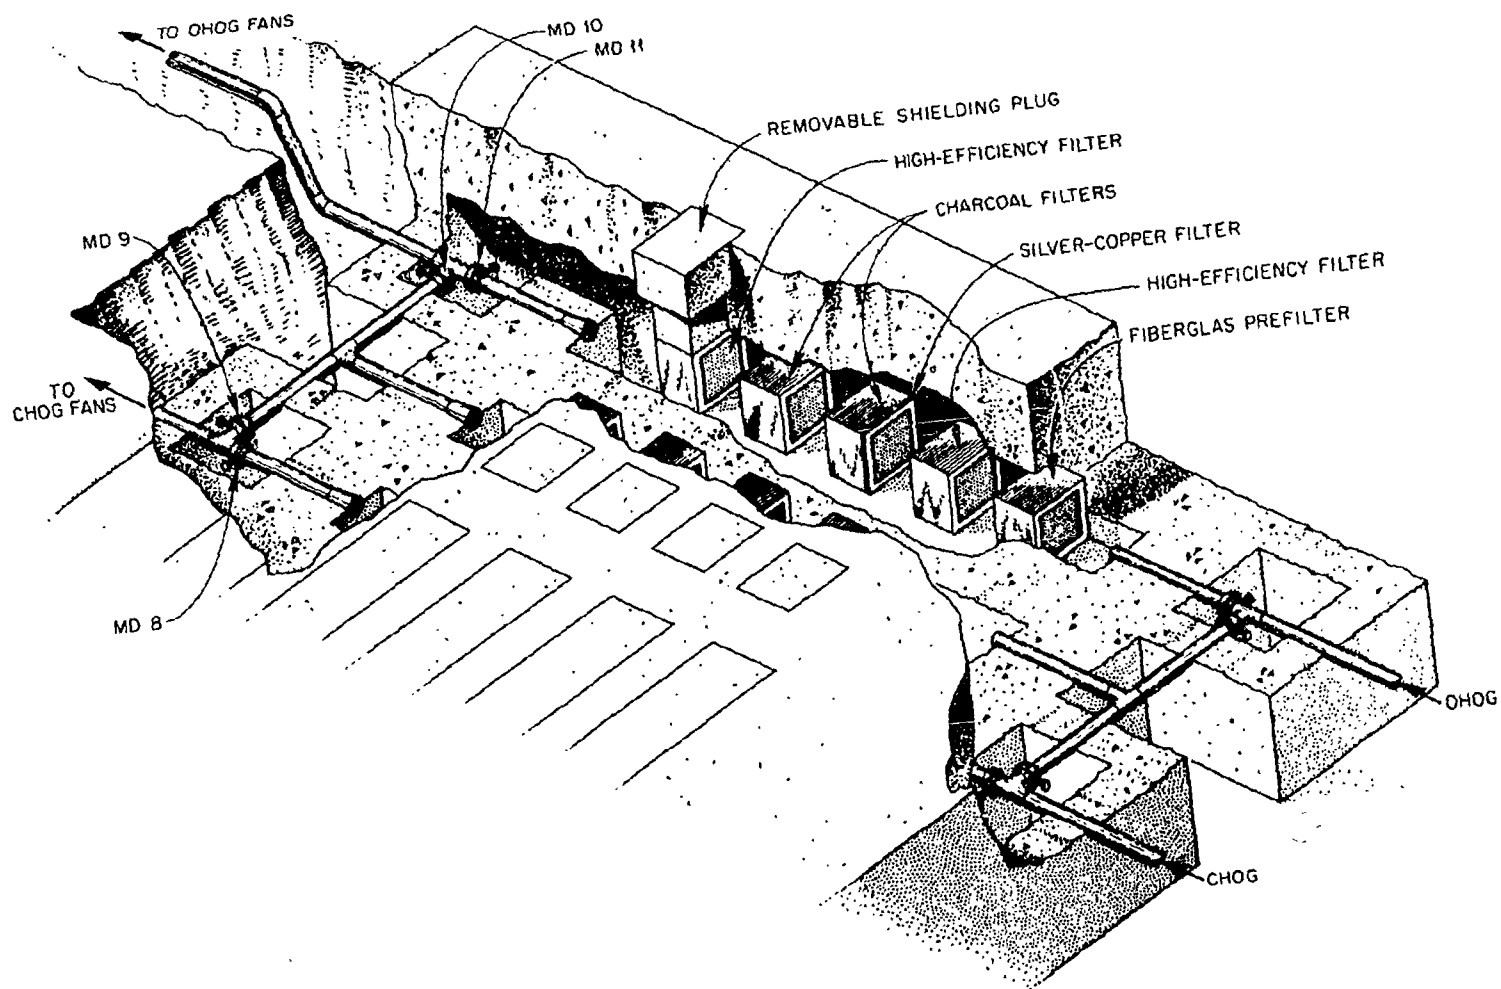 TO OHOG FANS
MD 10
MD 11
REMOVABLE SHIELDING PLUG
HIGH-EFFICIENCY FILTER
CHARCOAL FILTERS
SILVER-COPPER FILTER
HIGH-EFFICIENCY FILTER
FIBERGLAS PREFILTER
MD 9
TO
CHOG FANS
MD 8
OHOG
CHOG